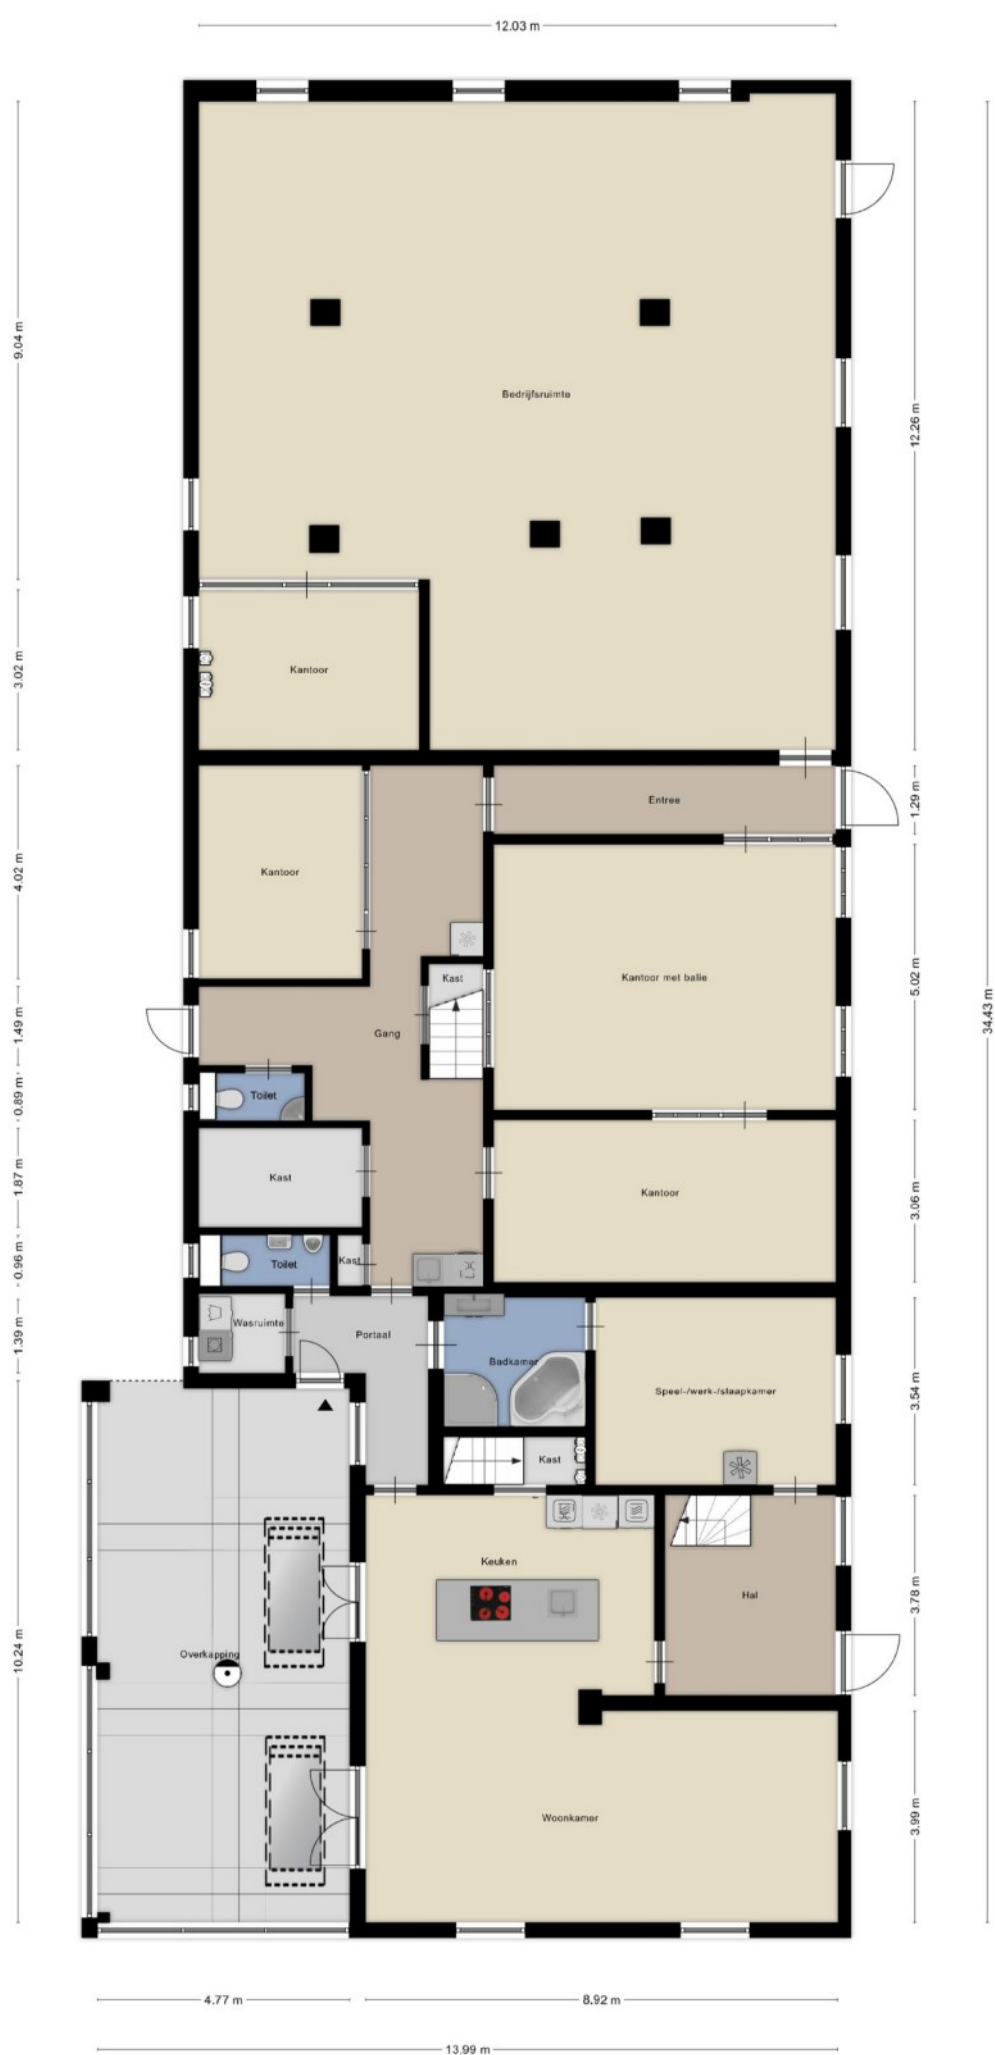 12.03 m
9.04 m
12.26 m
Bedrijfsruimte
3.02 m
Kantoor
1.29 m
Entree
4.02 m
Kantoor
Kantoor met balie
Kast
5.02 m
34.43 m
1.49 m
Gang
0.89 m
Toilet
1.87 m
Kast
Kantoor
3.06 m
0.96 m
Toilet
Kast
1.39 m
Wasruimte
Portaal
Badkamer
Speel-/werk-/slaapkamer
3.54 m
Kast
Keuken
Hal
3.78 m
10.24 m
Overkapping
Woonkamer
3.99 m
4.77 m
8.92 m
13.99 m